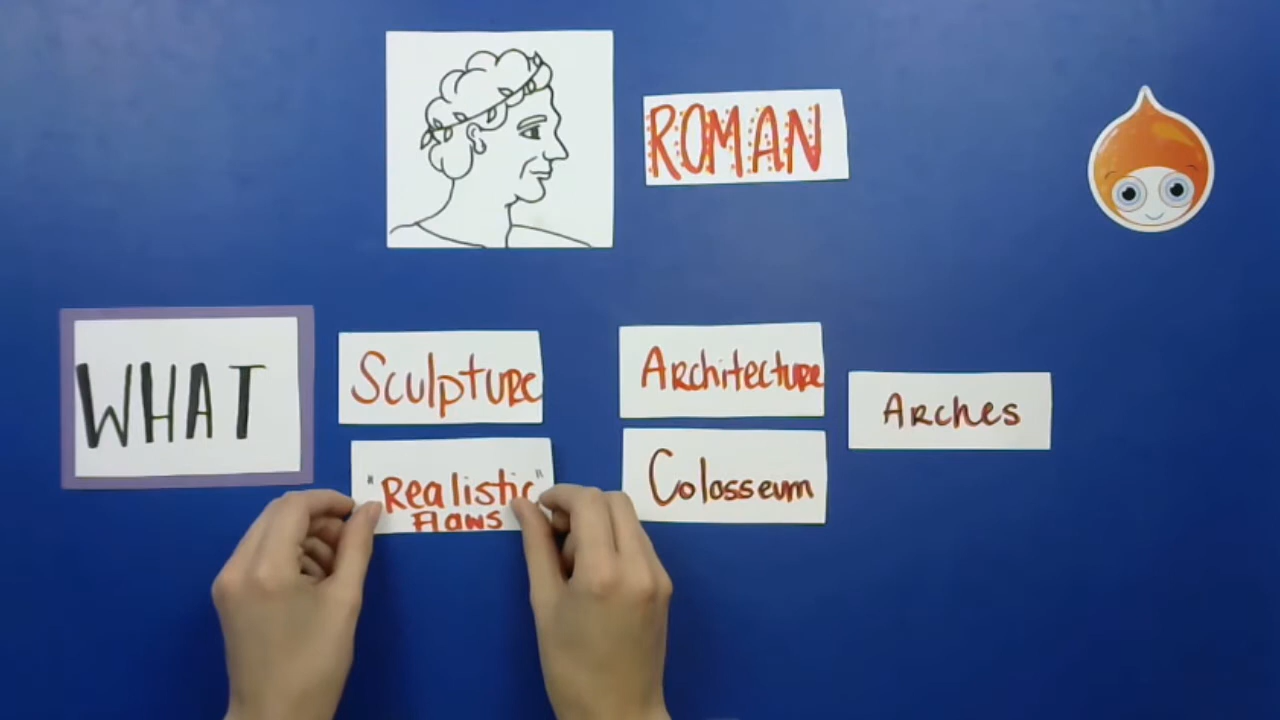 ROMAN
WHAT
Sculpture
"Realistic"
Flaws
Architecture
Colosseum
Arches